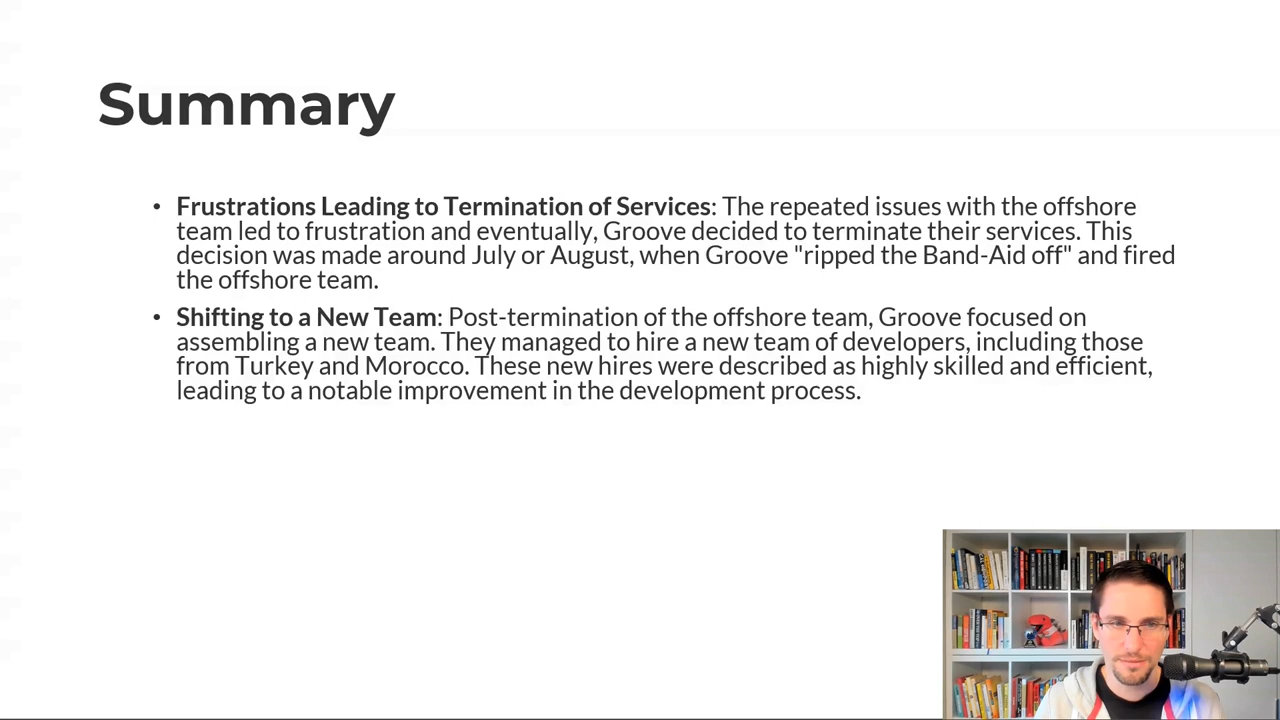 Summary
• Frustrations Leading to Termination of Services: The repeated issues with the offshore
team led to frustration and eventually, Groove decided to terminate their services. This
decision was made around July or August, when Groove "ripped the Band-Aid off" and fired
the offshore team.
• Shifting to a New Team: Post-termination of the offshore team, Groove focused on
assembling a new team. They managed to hire a new team of developers, including those
from Turkey and Morocco. These new hires were described as highly skilled and efficient,
leading to a notable improvement in the development process.